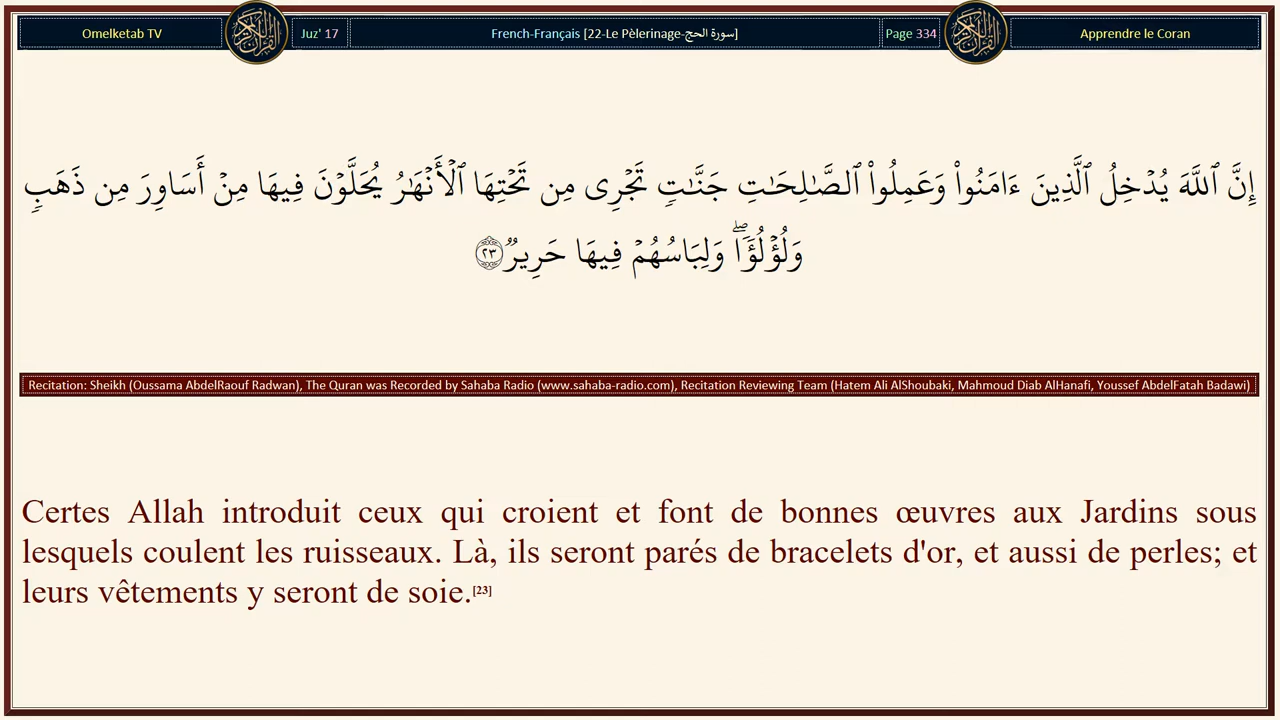 Omelketab TV
Juz' 17
French-Français [22-Le Pèlerinage-سورة الحج]
Page 334
Apprendre le Coran
إِنَّ ٱللَّهَ يُدْخِلُ ٱلَّذِينَ ءَامَنُوا۟ وَعَمِلُوا۟ ٱلصَّـٰلِحَـٰتِ جَنَّـٰتٍۢ تَجْرِى مِن تَحْتِهَا ٱلْأَنْهَـٰرُ يُحَلَّوْنَ فِيهَا مِنْ أَسَاوِرَ مِن ذَهَبٍۢ
وَلُؤْلُؤًۭا ۖ وَلِبَاسُهُمْ فِيهَا حَرِيرٌۭ ٢٣
Recitation: Sheikh (Oussama AbdelRaouf Radwan), The Quran was Recorded by Sahaba Radio (www.sahaba-radio.com), Recitation Reviewing Team (Hatem Ali AlShoubaki, Mahmoud Diab AlHanafi, Youssef AbdelFatah Badawi)
Certes Allah introduit ceux qui croient et font de bonnes œuvres aux Jardins sous
lesquels coulent les ruisseaux. Là, ils seront parés de bracelets d'or, et aussi de perles; et
leurs vêtements y seront de soie.[23]